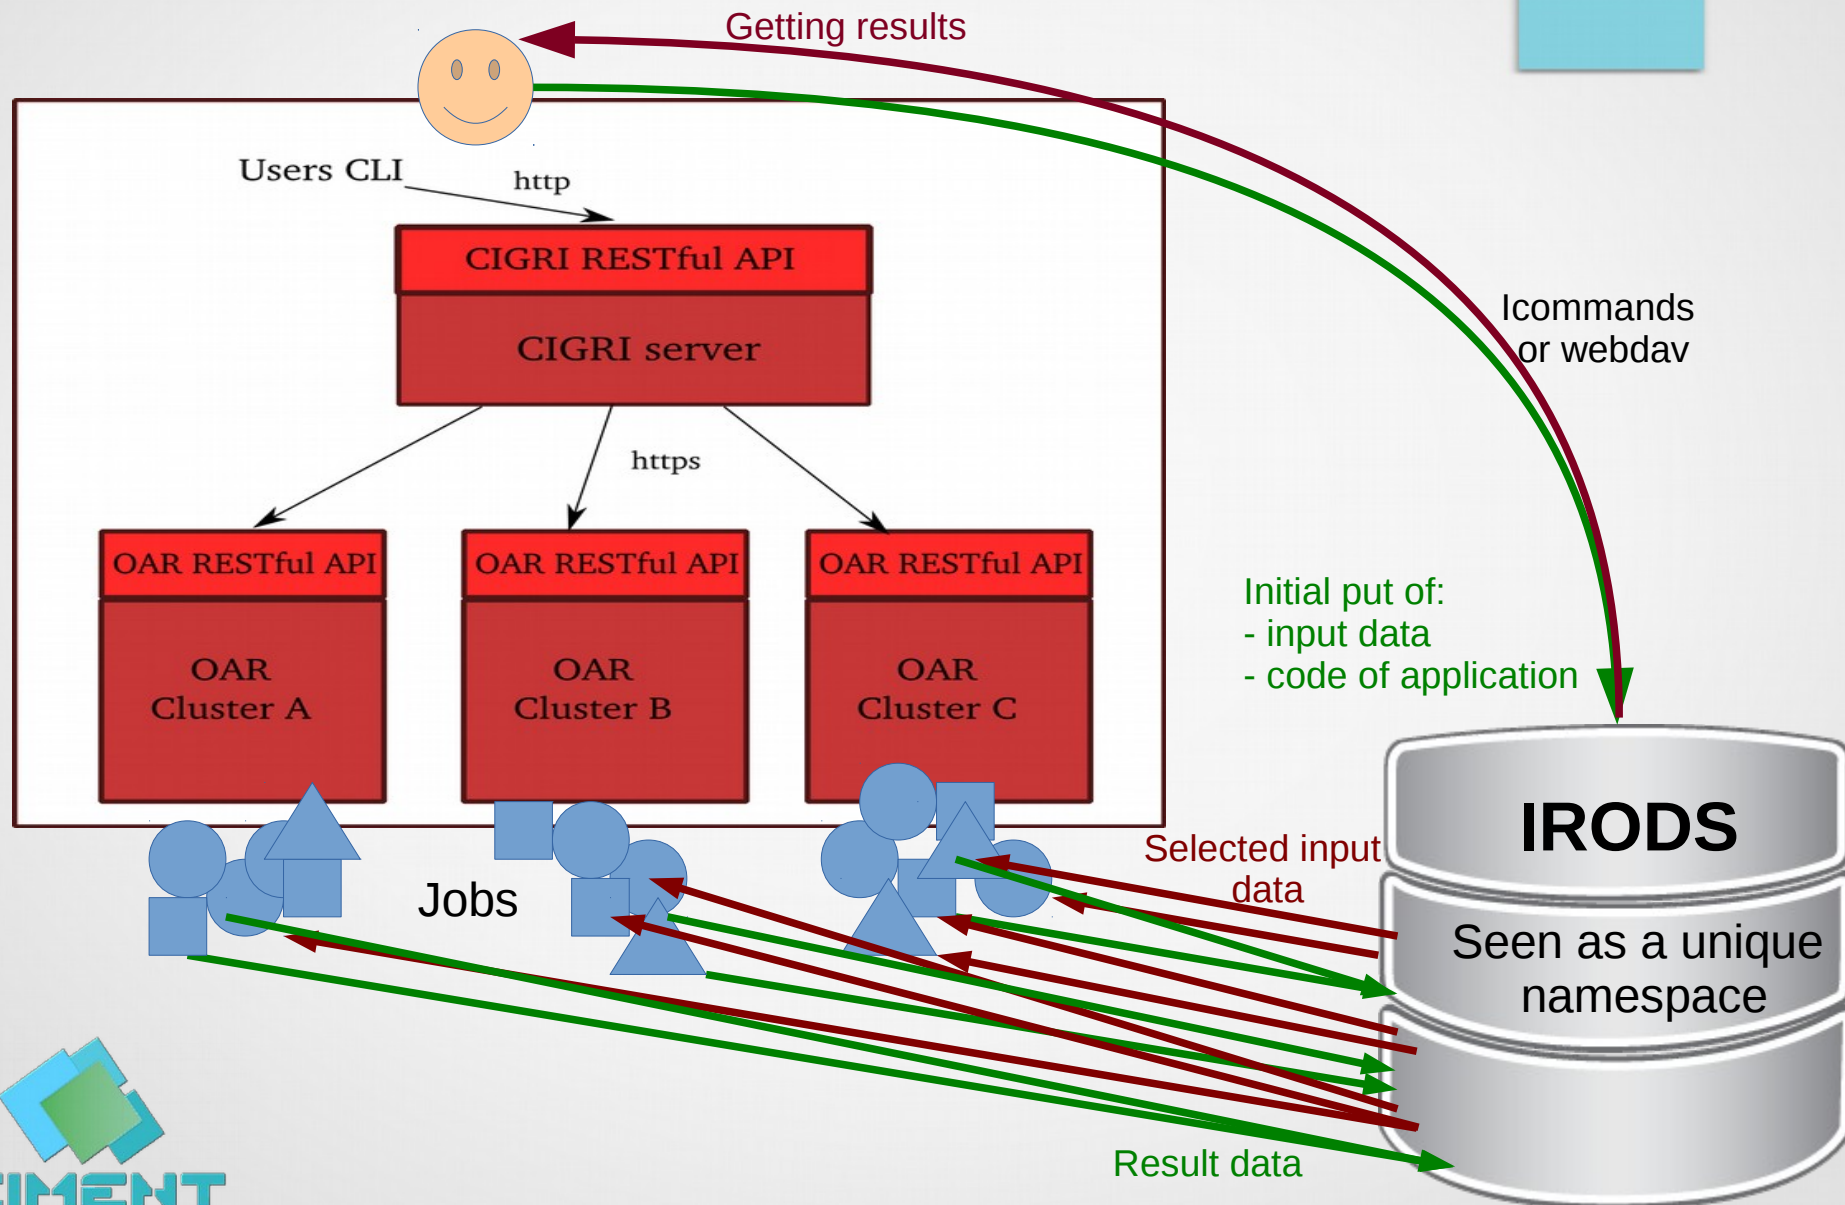 Getting results
Users CLI
http
CIGRI RESTful API
CIGRI server
https
Icommands
or webdav
OAR RESTful API
OAR RESTful API
OAR RESTful API
OAR
Cluster A
OAR
Cluster B
OAR
Cluster C
Initial put of:
- input data
- code of application
IRODS
Selected input
data
Jobs
Seen as a unique
namespace
Result data
CIMENT